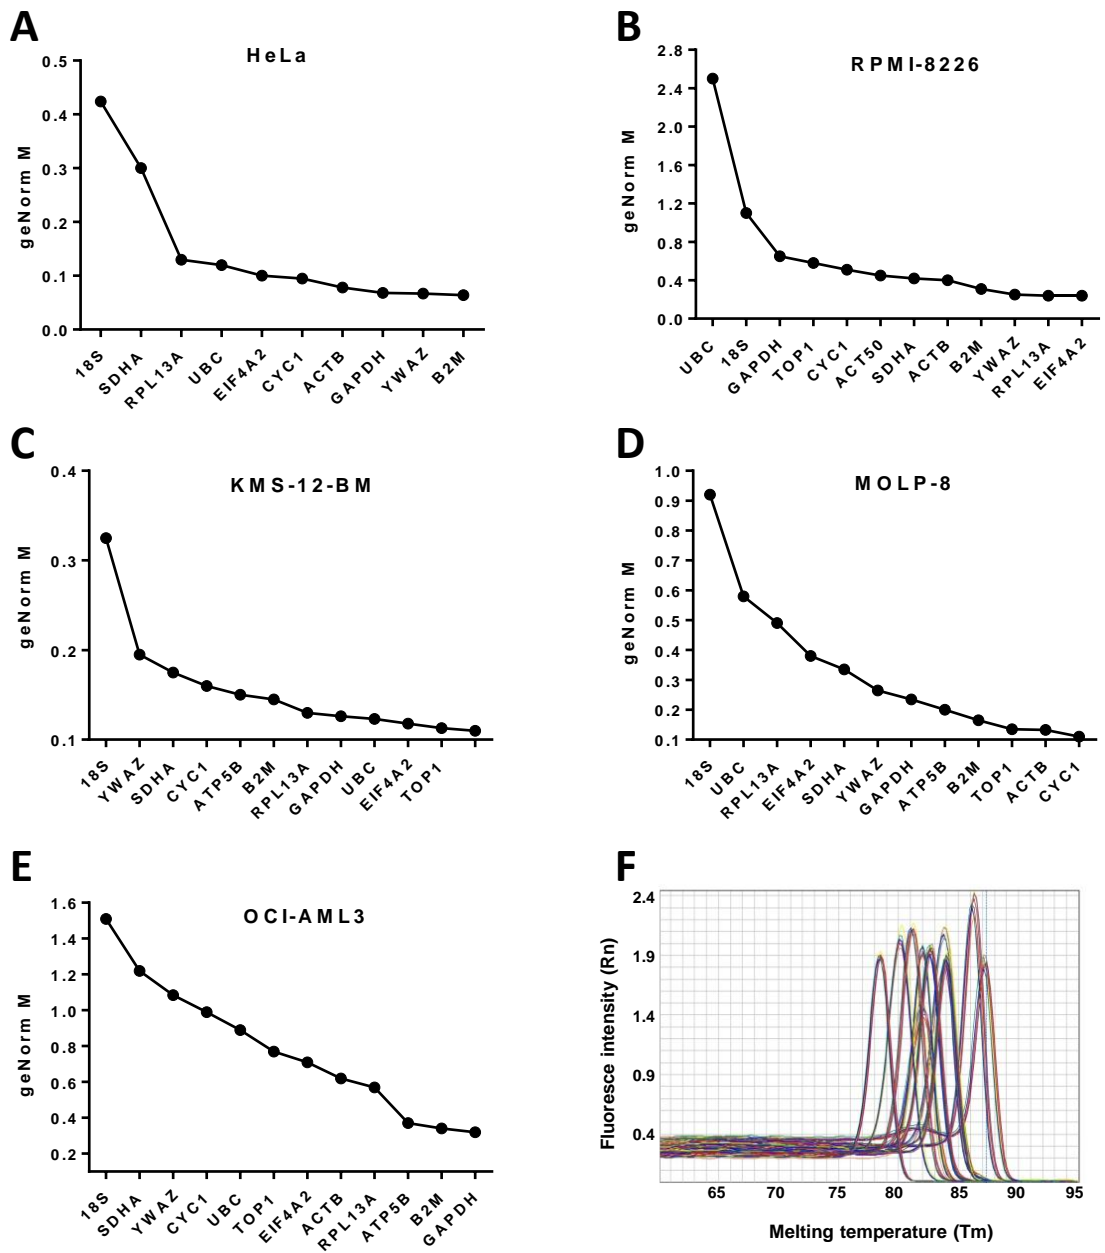 A
HeLa
geNorm M
0.5
0.4
0.3
0.2
0.1
0.0
18S
SDHA
RPL13A
UBC
EIF4A2
CYC1
ACTB
GAPDH
YWAZ
B2M
B
RPMI-8226
geNorm M
2.8
2.4
2.0
1.6
1.2
0.8
0.4
0.0
UBC
18S
GAPDH
TOP1
CYC1
ACT50
SDHA
ACTB
B2M
YWAZ
RPL13A
EIF4A2
C
KMS-12-BM
geNorm M
0.4
0.3
0.2
0.1
18S
YWAZ
SDHA
CYC1
ATP5B
B2M
RPL13A
GAPDH
UBC
EIF4A2
TOP1
D
MOLP-8
geNorm M
1.0
0.9
0.8
0.7
0.6
0.5
0.4
0.3
0.2
0.1
18S
UBC
RPL13A
EIF4A2
SDHA
YWAZ
GAPDH
ATP5B
B2M
TOP1
ACTB
CYC1
E
OCI-AML3
geNorm M
1.6
1.4
1.2
1.0
0.8
0.6
0.4
0.2
18S
SDHA
YWAZ
CYC1
UBC
TOP1
EIF4A2
ACTB
RPL13A
ATP5B
B2M
GAPDH
F
Fluoresce intensity (Rn)
2.4
1.9
1.4
0.9
0.4
65 70 75 80 85 90 95
Melting temperature (Tm)